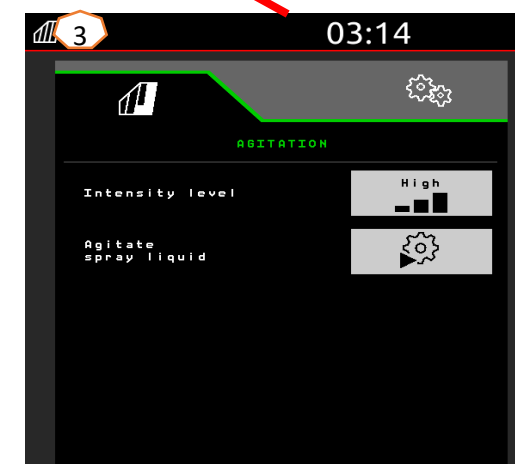 3
03:14
AGITATION
Intensity level
High
Agitate
spray liquid